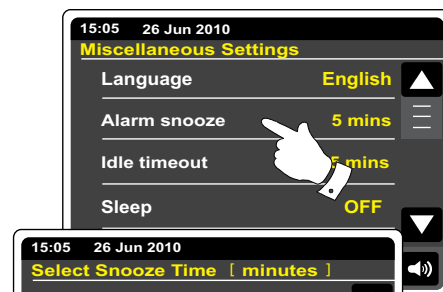 15:05 26 Jun 2010
Miscellaneous Settings
Language English
Alarm snooze 5 mins
Idle timeout mins
Sleep OFF
15:05 26 Jun 2010
Select Snooze Time [ minutes ]